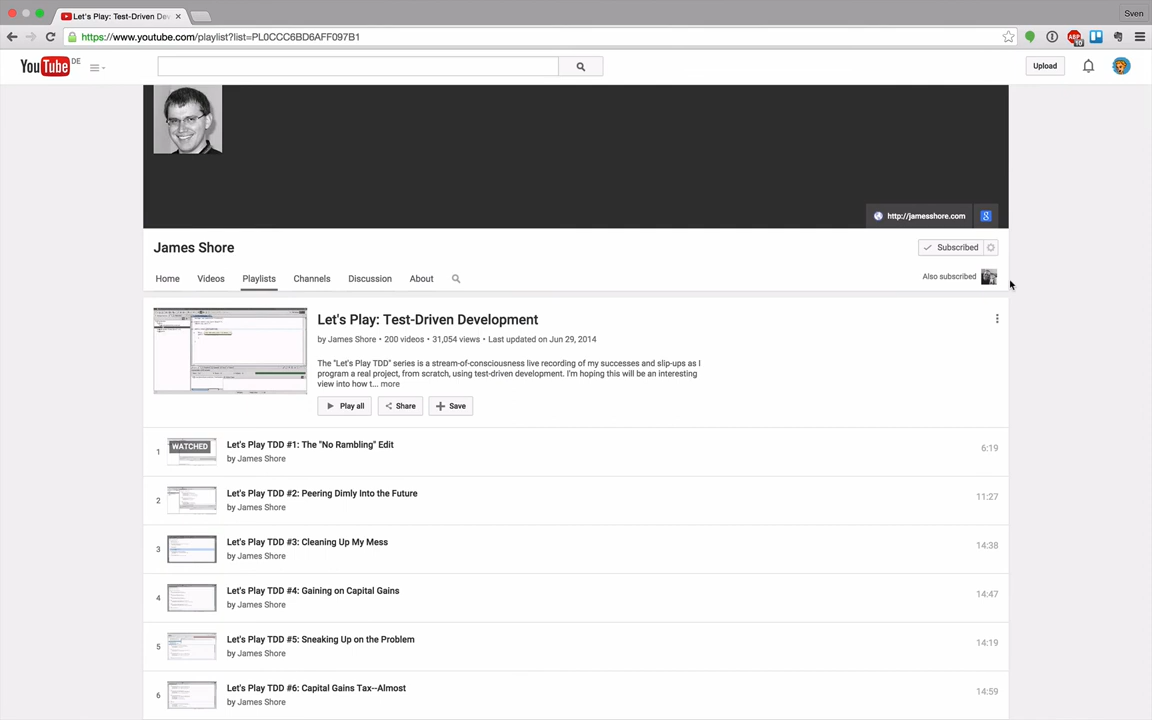 Let's Play: Test-Driven De
Sven
https://www.youtube.com/playlist?list=PL0CCC6BD6AFF097B1
ABP
YouTube DE
Upload
http://jamesshore.com
James Shore
Subscribed
Home Videos Playlists Channels Discussion About
Also subscribed
Let's Play: Test-Driven Development
by James Shore • 200 videos • 31,054 views • Last updated on Jun 29, 2014
The "Let's Play TDD" series is a stream-of-consciousness live recording of my successes and slip-ups as I
program a real project, from scratch, using test-driven development. I'm hoping this will be an interesting
view into how t... more
Play all Share Save
1 WATCHED Let's Play TDD #1: The "No Rambling" Edit 6:19
by James Shore
2 Let's Play TDD #2: Peering Dimly Into the Future 11:27
by James Shore
3 Let's Play TDD #3: Cleaning Up My Mess 14:38
by James Shore
4 Let's Play TDD #4: Gaining on Capital Gains 14:47
by James Shore
5 Let's Play TDD #5: Sneaking Up on the Problem 14:19
by James Shore
6 Let's Play TDD #6: Capital Gains Tax--Almost 14:59
by James Shore